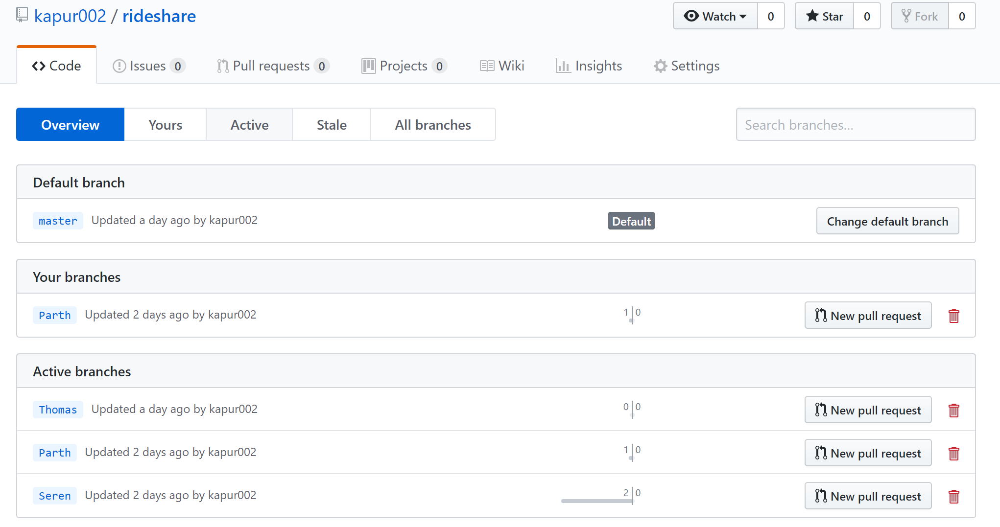 kapur002 / rideshare Watch 0 Star 0 Fork 0
Code Issues 0 Pull requests 0 Projects 0 Wiki Insights Settings
Overview Yours Active Stale All branches Search branches...
Default branch
master Updated a day ago by kapur002 Default Change default branch
Your branches
Parth Updated 2 days ago by kapur002 1 0 New pull request
Active branches
Thomas Updated a day ago by kapur002 0 0 New pull request
Parth Updated 2 days ago by kapur002 1 0 New pull request
Seren Updated 2 days ago by kapur002 2 0 New pull request